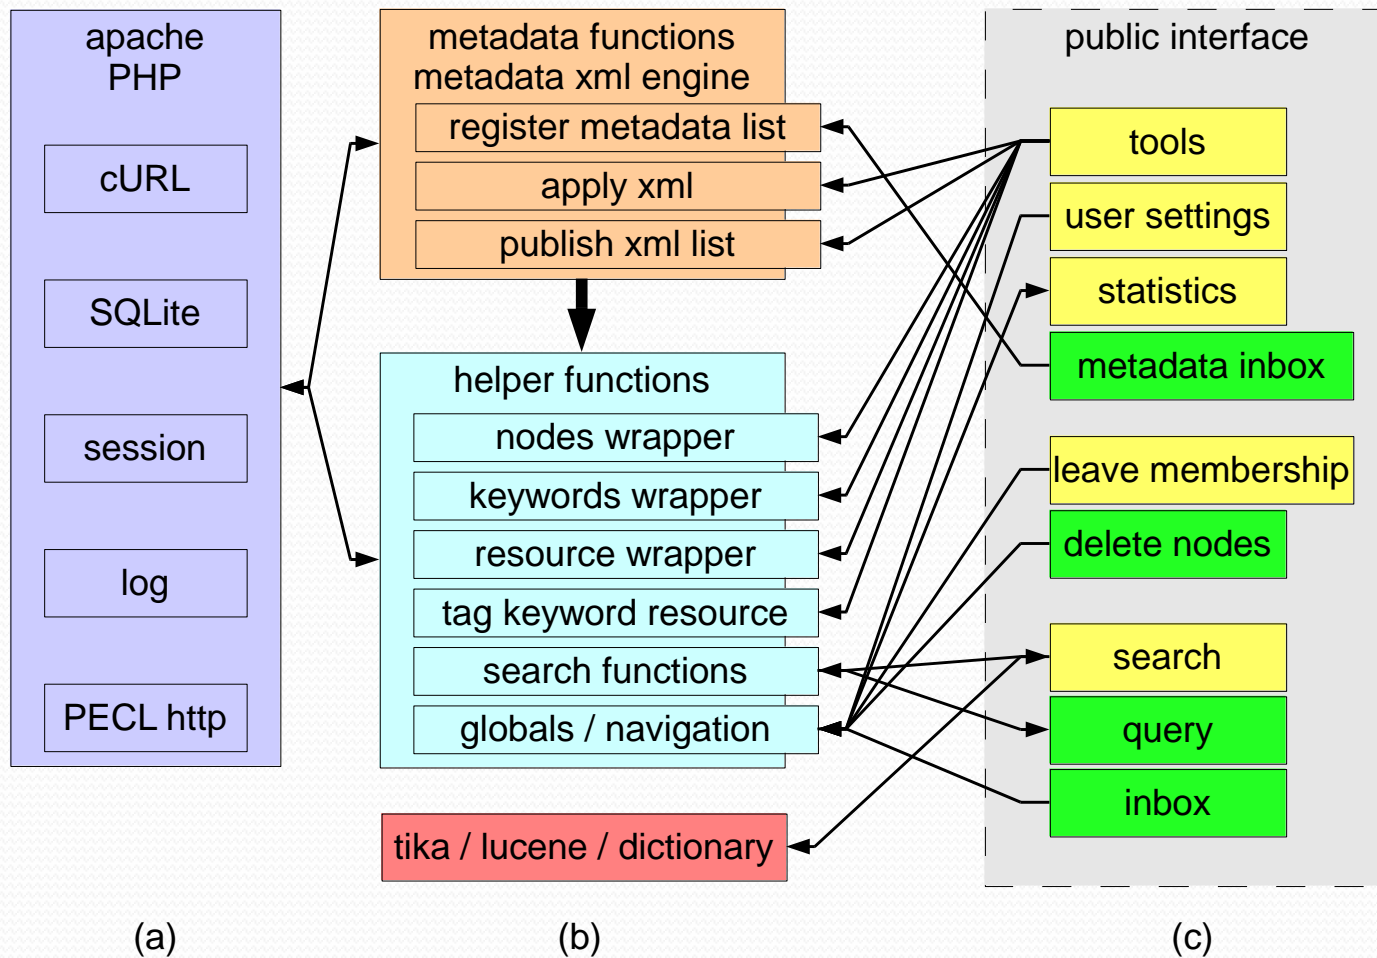 apache
PHP
cURL
SQLite
session
log
PECL http
(a)
metadata functions
metadata xml engine
register metadata list
apply xml
publish xml list
helper functions
nodes wrapper
keywords wrapper
resource wrapper
tag keyword resource
search functions
globals / navigation
tika / lucene / dictionary
(b)
public interface
tools
user settings
statistics
metadata inbox
leave membership
delete nodes
search
query
inbox
(c)